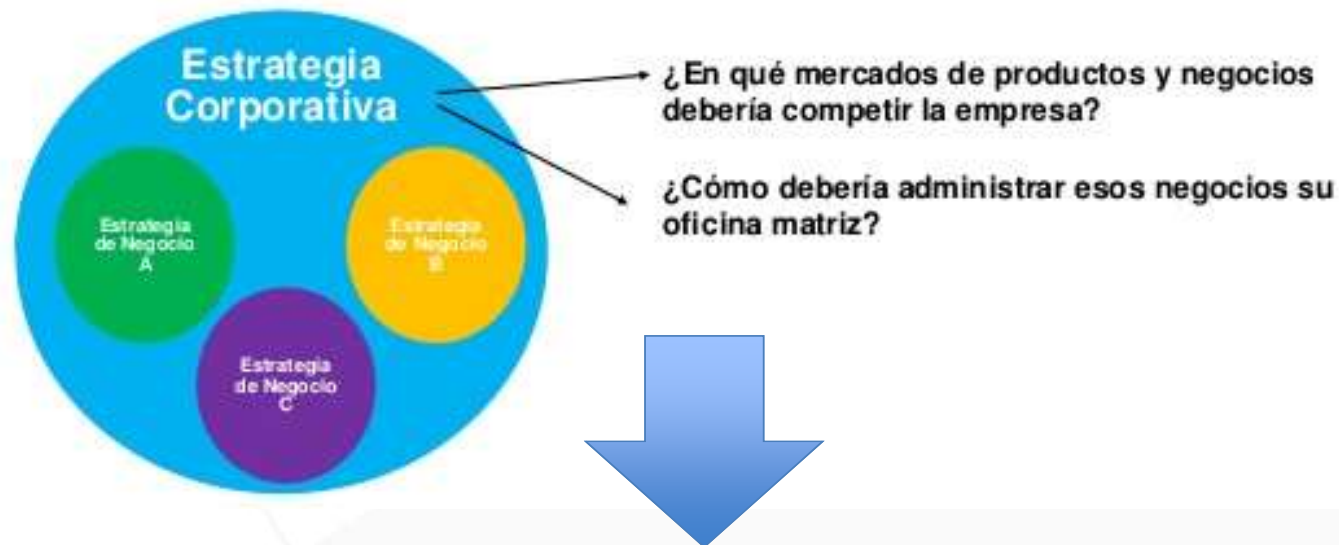 Estrategia
Corporativa
¿En qué mercados de productos y negocios
debería competir la empresa?
¿Cómo debería administrar esos negocios su
oficina matriz?
Estrategia
de Negocio
A
Estrategia
de Negocio
B
Estrategia
de Negocio
C